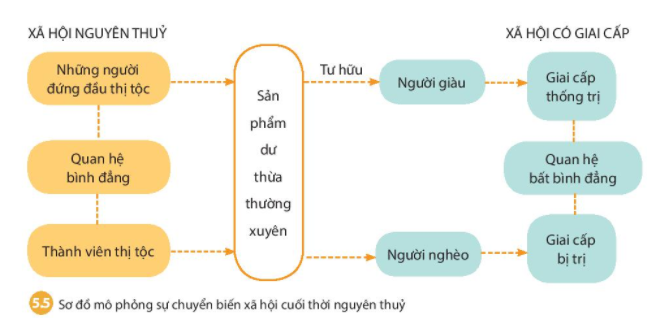 XÃ HỘI NGUYÊN THUỶ
XÃ HỘI CÓ GIAI CẤP
Những người
đứng đầu thị tộc
Quan hệ
bình đẳng
Thành viên thị tộc
Sản
phẩm
dư
thừa
thường
xuyên
Tư hữu
Người giàu
Người nghèo
Giai cấp
thống trị
Quan hệ
bất bình đẳng
Giai cấp
bị trị
5.5 Sơ đồ mô phỏng sự chuyển biến xã hội cuối thời nguyên thuỷ